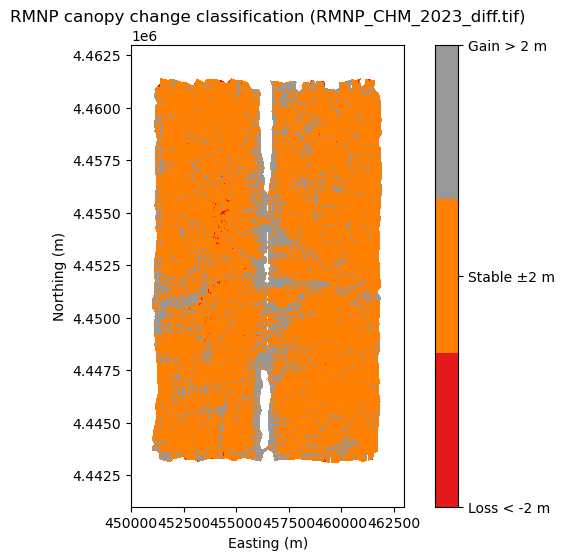 RMNP canopy change classification (RMNP_CHM_2023_diff.tif)
1e6
4.4625
4.4600
4.4575
4.4550
4.4525
4.4500
4.4475
4.4450
4.4425
Northing (m)
450000 452500 455000 457500 460000 462500
Easting (m)
Gain > 2 m
Stable ±2 m
Loss < -2 m